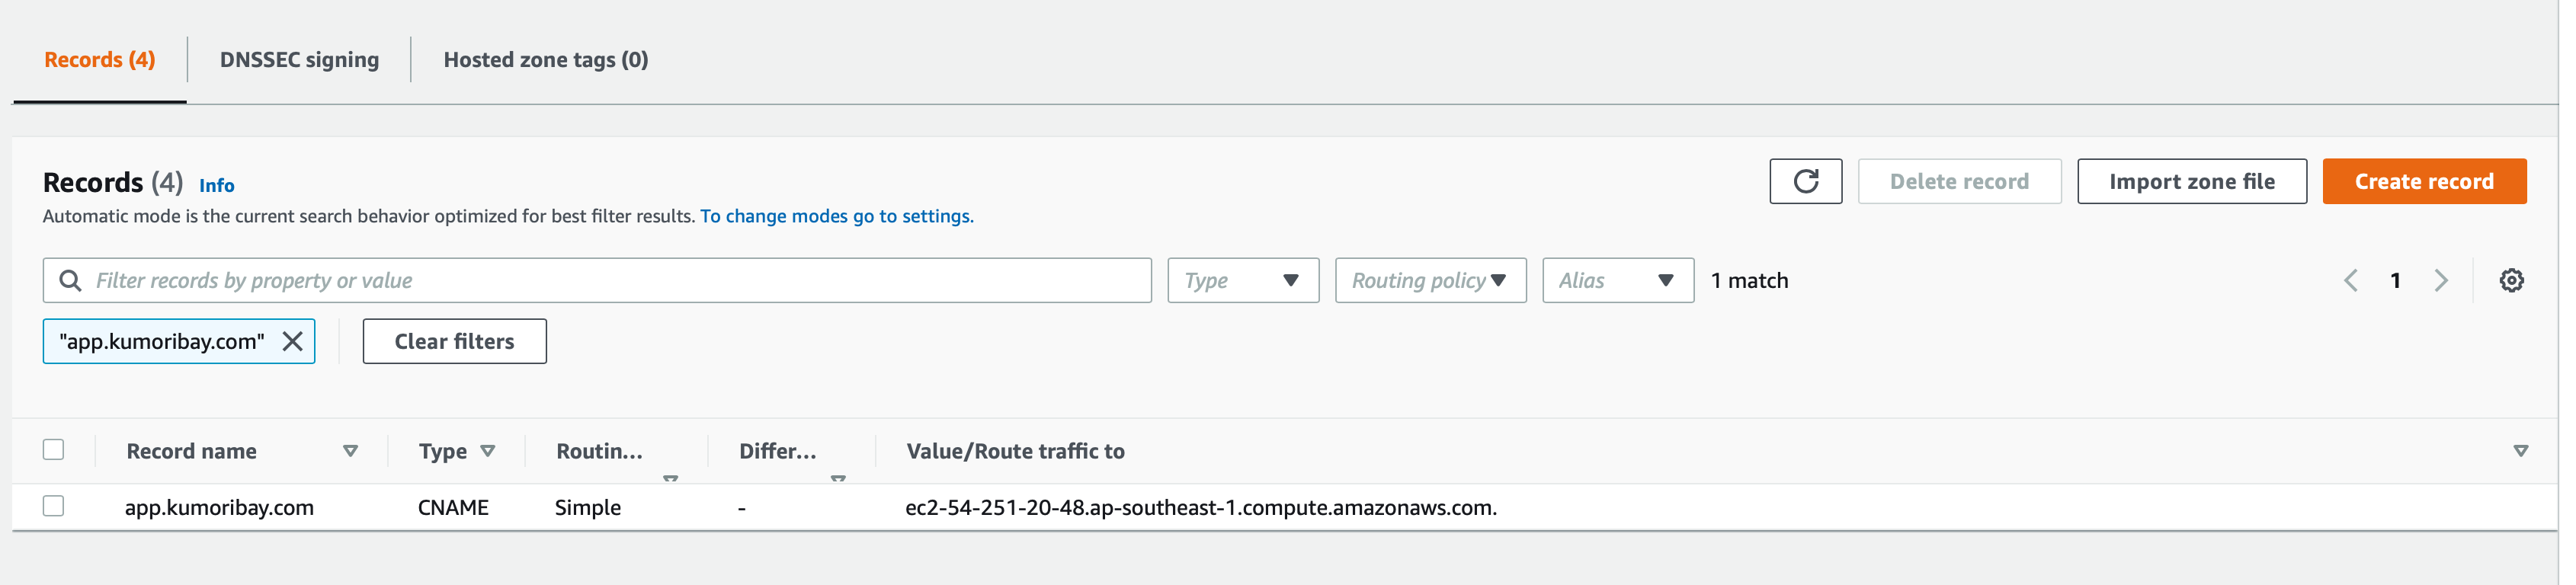 Records (4) DNSSEC signing Hosted zone tags (0)
Records (4) Info
Automatic mode is the current search behavior optimized for best filter results. To change modes go to settings.
Delete record Import zone file Create record
Filter records by property or value Type Routing policy Alias 1 match 1
"app.kumoribay.com" Clear filters
Record name Type Routin... Differ... Value/Route traffic to
app.kumoribay.com CNAME Simple - ec2-54-251-20-48.ap-southeast-1.compute.amazonaws.com.